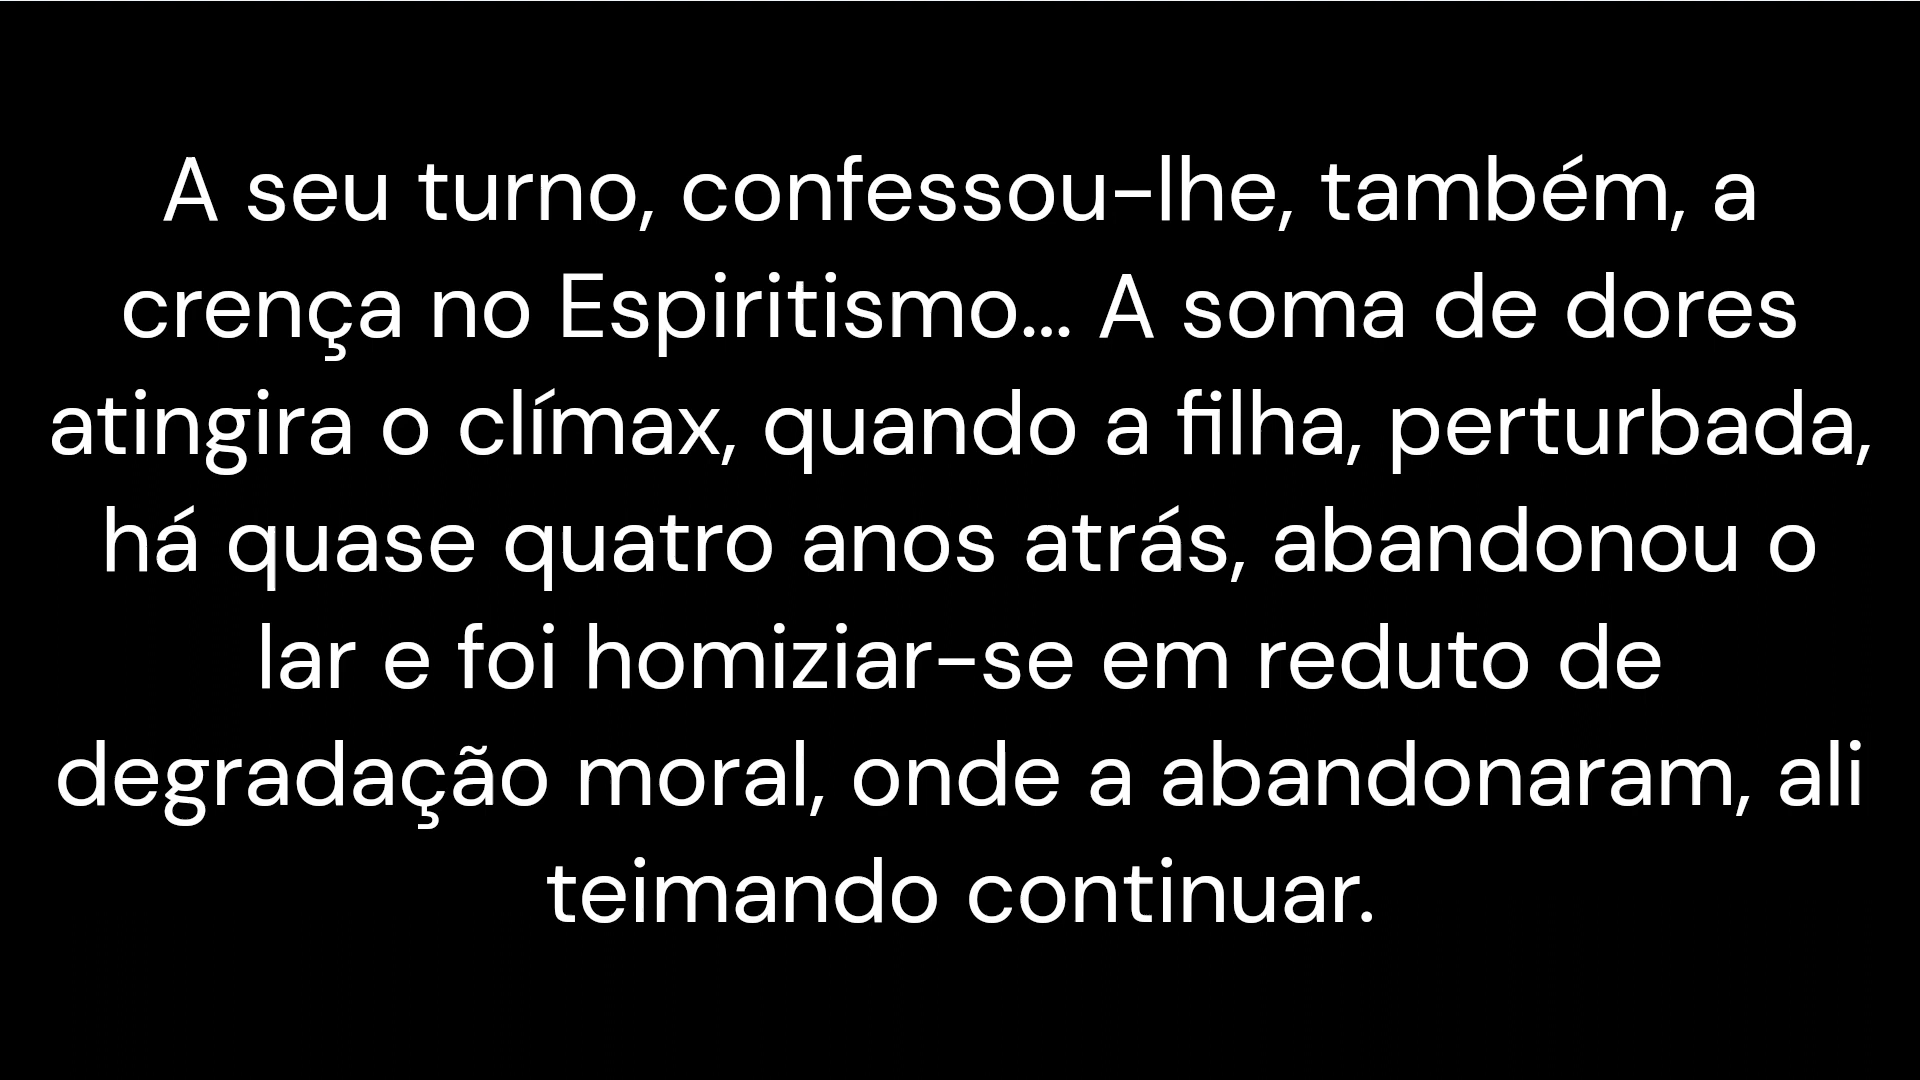 A seu turno, confessou-lhe, também, a
crença no Espiritismo... A soma de dores
atingira o clímax, quando a filha, perturbada,
há quase quatro anos atrás, abandonou o
lar e foi homiziar-se em reduto de
degradação moral, onde a abandonaram, ali
teimando continuar.